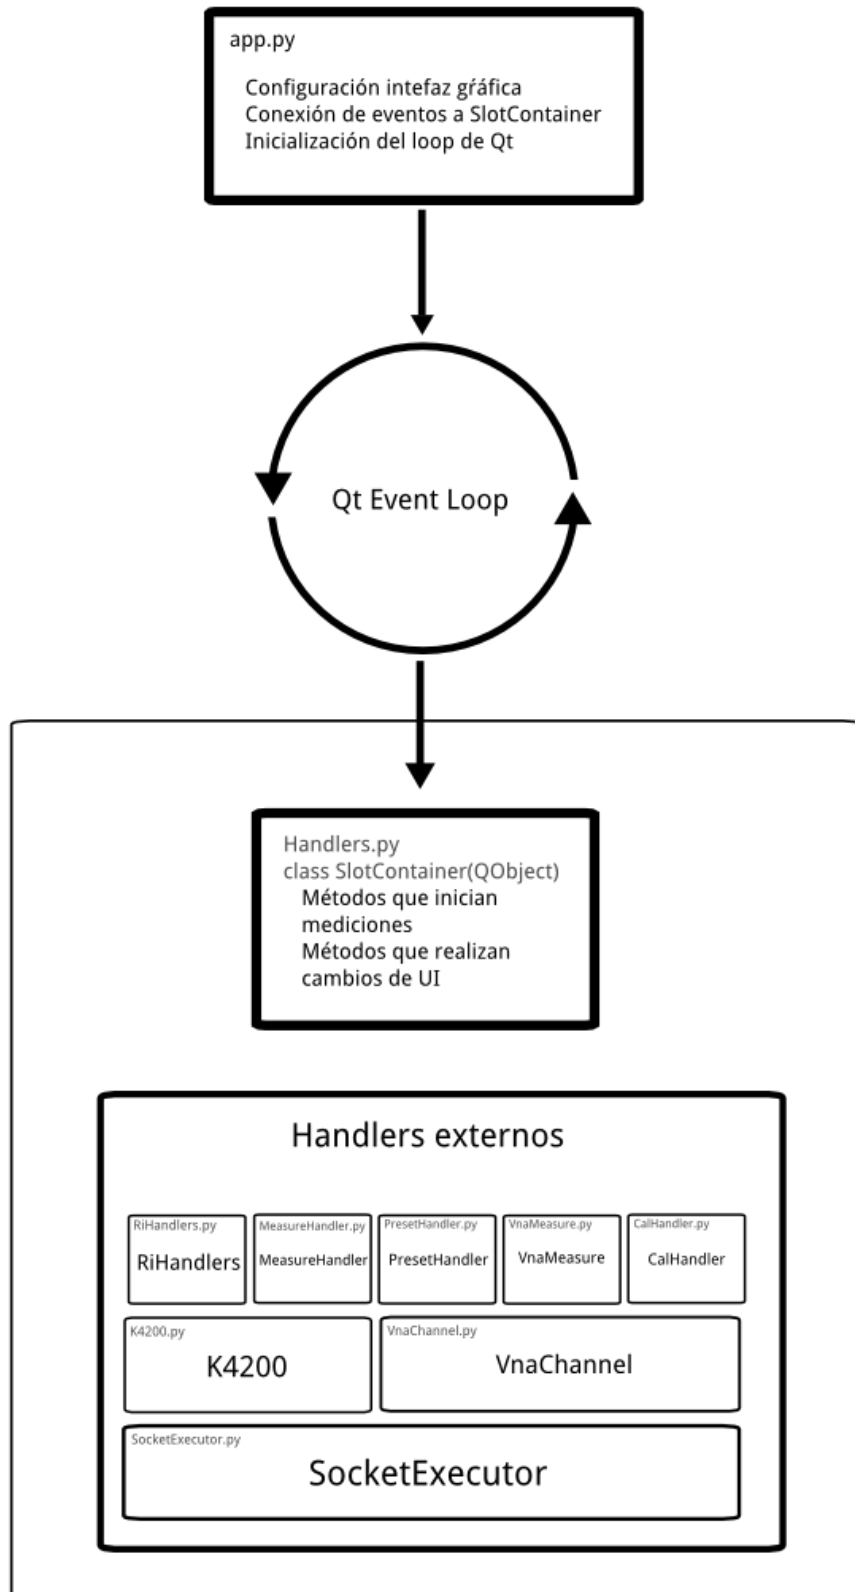 app.py
Configuración intefaz gŕáfica
Conexión de eventos a SlotContainer
Inicialización del loop de Qt
Qt Event Loop
Handlers.py
class SlotContainer(QObject)
Métodos que inician
mediciones
Métodos que realizan
cambios de UI
Handlers externos
RiHandlers.py
RiHandlers
MeasureHandler.py
MeasureHandler
PresetHandler.py
PresetHandler
VnaMeasure.py
VnaMeasure
CalHandler.py
CalHandler
K4200.py
K4200
VnaChannel.py
VnaChannel
SocketExecutor.py
SocketExecutor